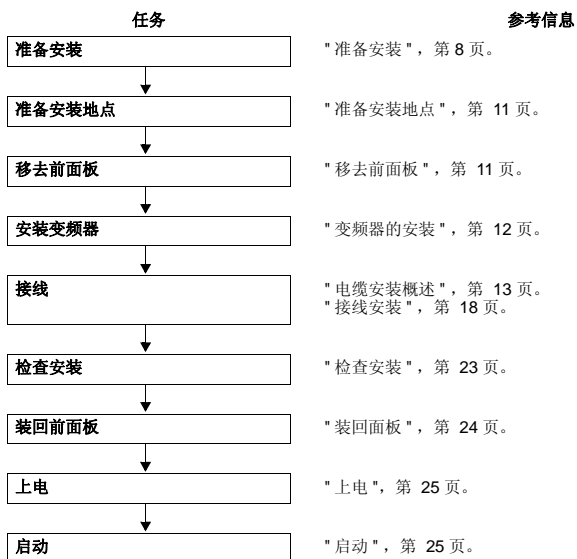 任务 参考信息
准备安装 "准备安装"，第 8 页。
准备安装地点 "准备安装地点"，第 11 页。
移去前面板 "移去前面板"，第 11 页。
安装变频器 "变频器的安装"，第 12 页。
接线 "电缆安装概述"，第 13 页。
"接线安装"，第 18 页。
检查安装 "检查安装"，第 23 页。
装回前面板 "装回面板"，第 24 页。
上电 "上电"，第 25 页。
启动 "启动"，第 25 页。